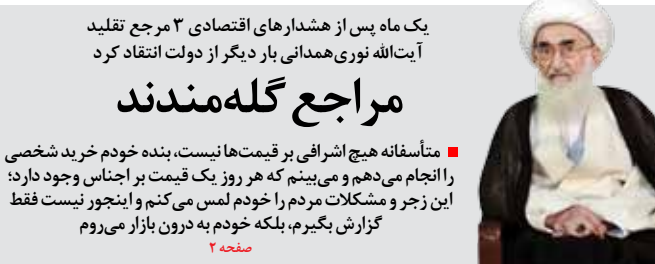 یک ماه پس از هشدارهای اقتصادی ۳ مرجع تقلید
آیت‌الله نوری‌همدانی بار دیگر از دولت انتقاد کرد
مراجع گله‌مندند
متأسفانه هیچ اشرافی بر قیمت‌ها نیست، بنده خودم خرید شخصی
را انجام می‌دهم و می‌بینم که هر روز یک قیمت بر اجناس وجود دارد؛
این زجر و مشکلات مردم را خودم لمس می‌کنم و اینجور نیست فقط
گزارش بگیرم، بلکه خودم به درون بازار می‌روم
صفحه ۲